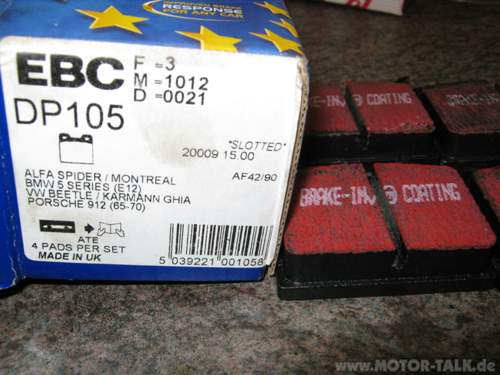 RESPONSE
FOR ANY CAR
EBC
F =3
M =1012
D =0021
DP105
"SLOTTED"
20009 15.00
ALFA SPIDER / MONTREAL
AF42/90
BMW 5 SERIES (E12)
VW BEETLE / KARMANN GHIA
PORSCHE 912 (65-70)
ATE
4 PADS PER SET
MADE IN UK
5 039221 001058
BRAKE-IN
COATING
BRAKE-IN
COATING
www.MOTOR-TALK.de